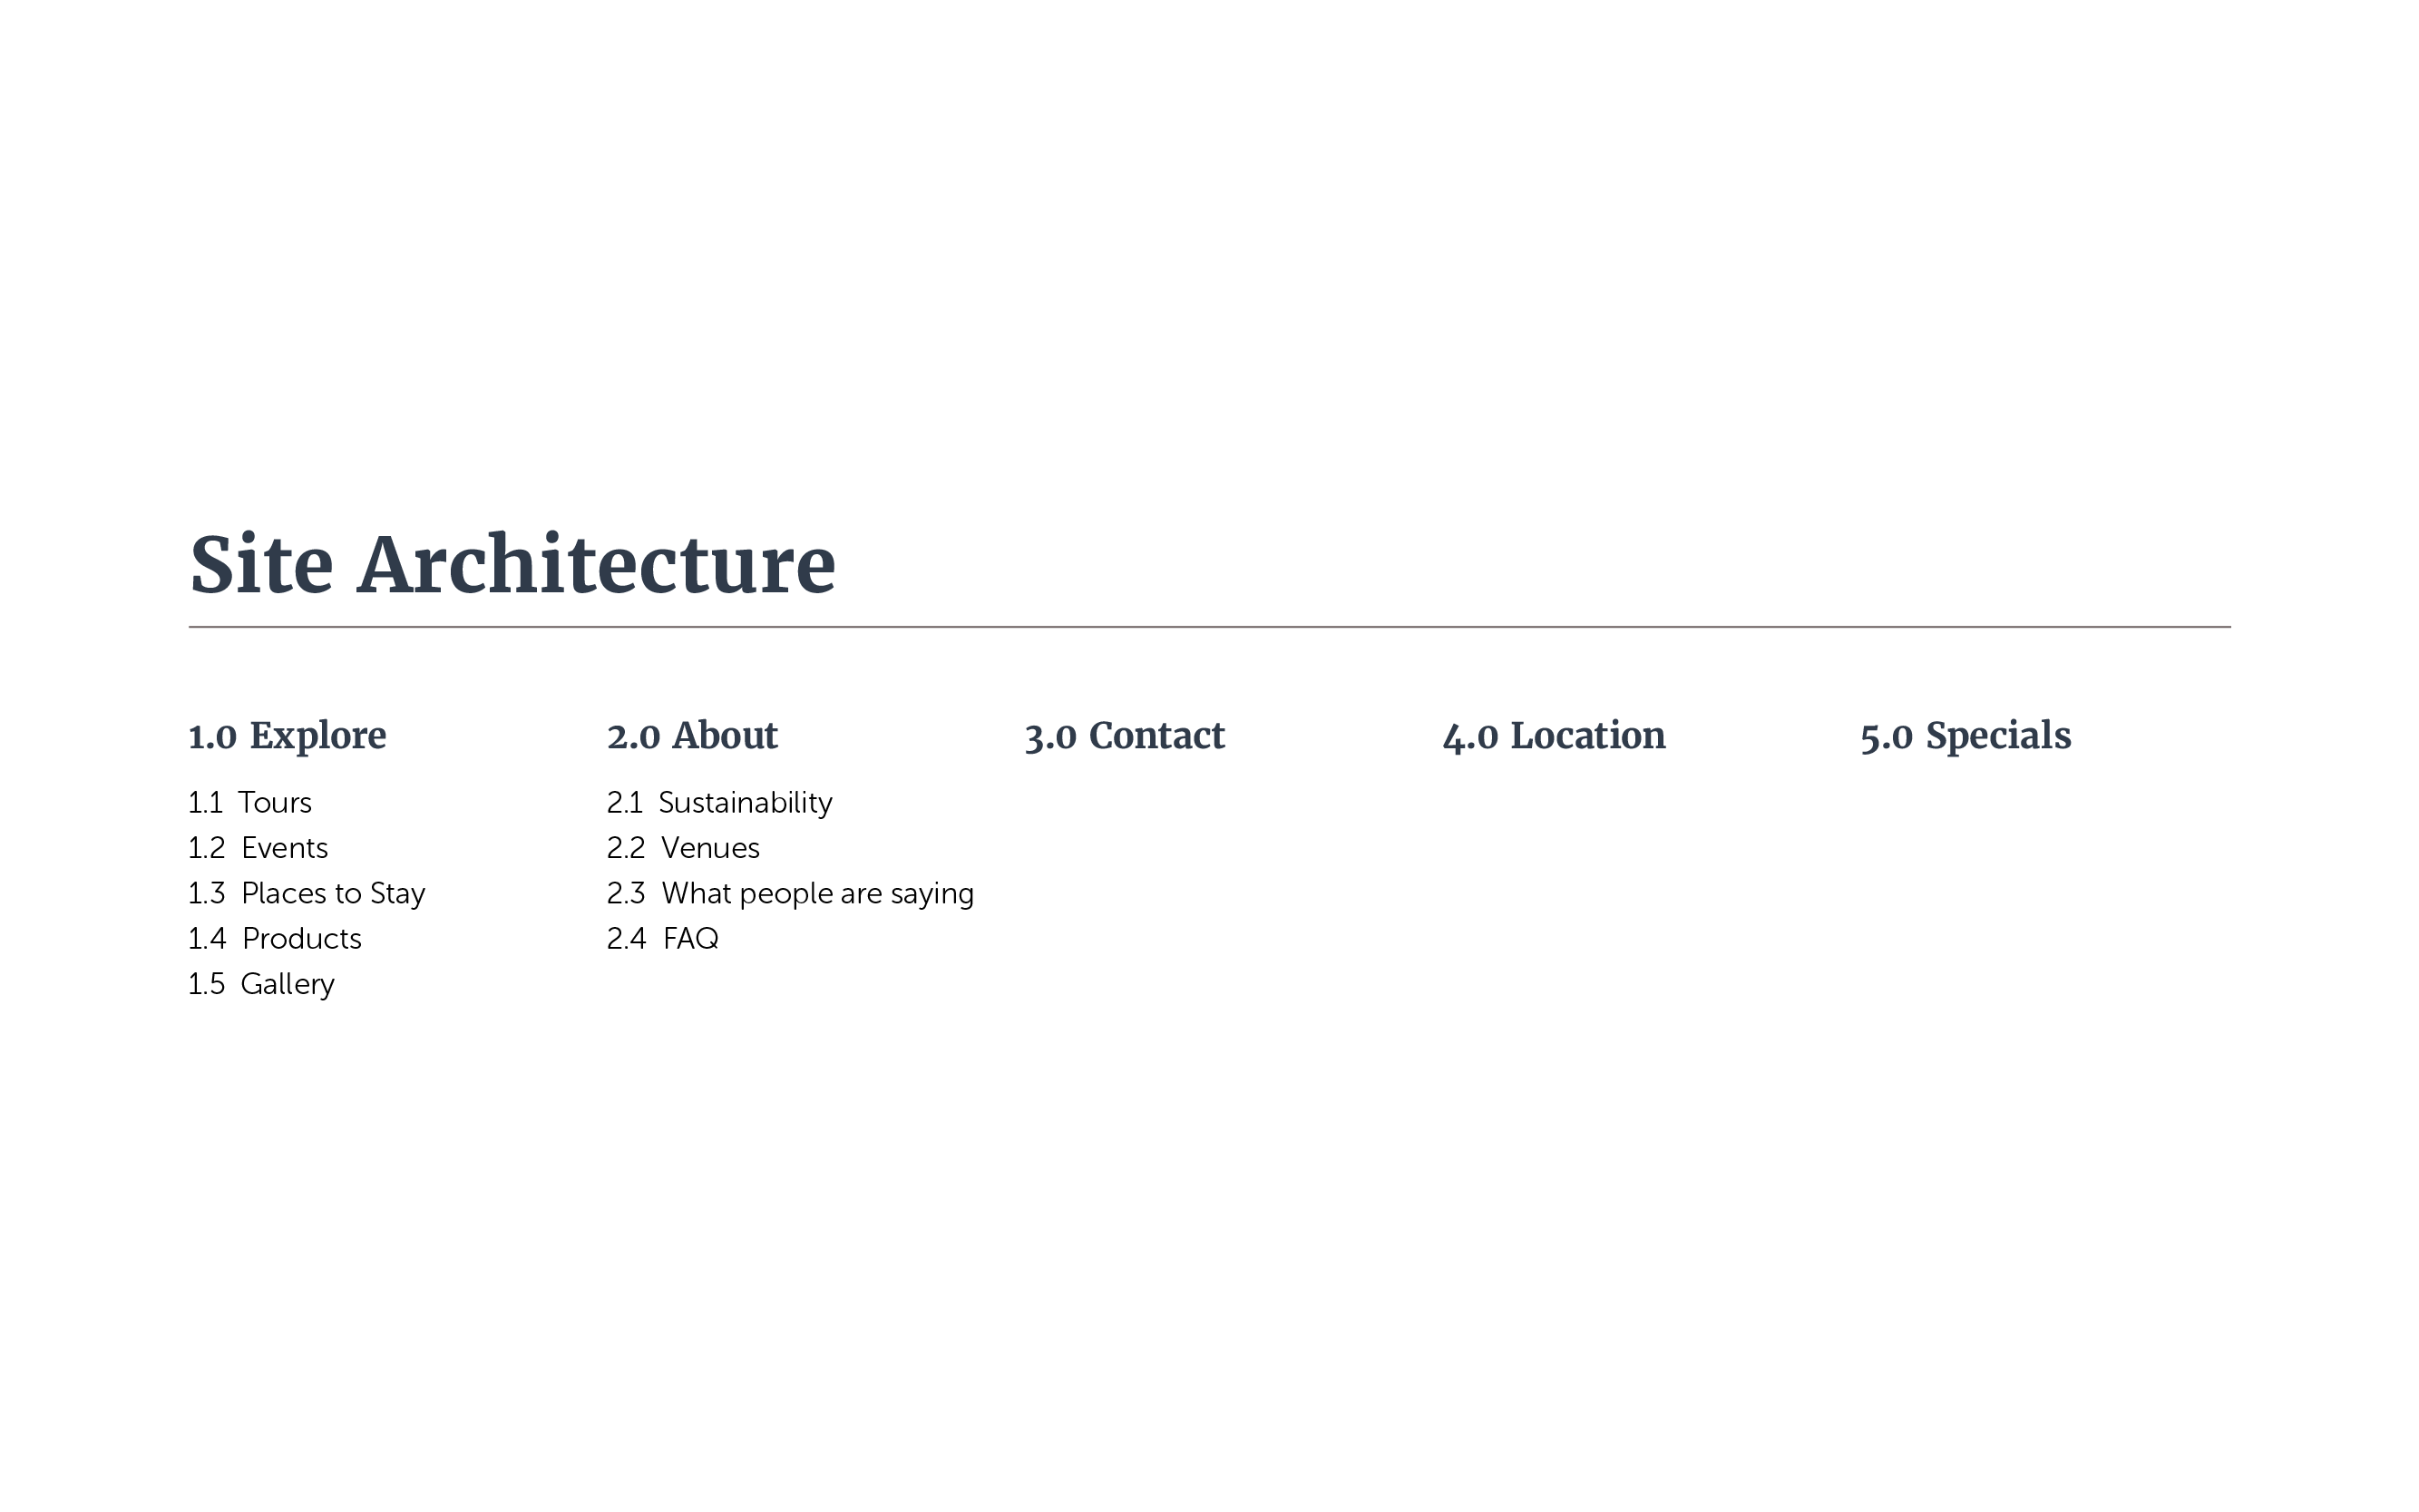 Site Architecture
1.0 Explore
1.1 Tours
1.2 Events
1.3 Places to Stay
1.4 Products
1.5 Gallery
2.0 About
2.1 Sustainability
2.2 Venues
2.3 What people are saying
2.4 FAQ
3.0 Contact
4.0 Location
5.0 Specials